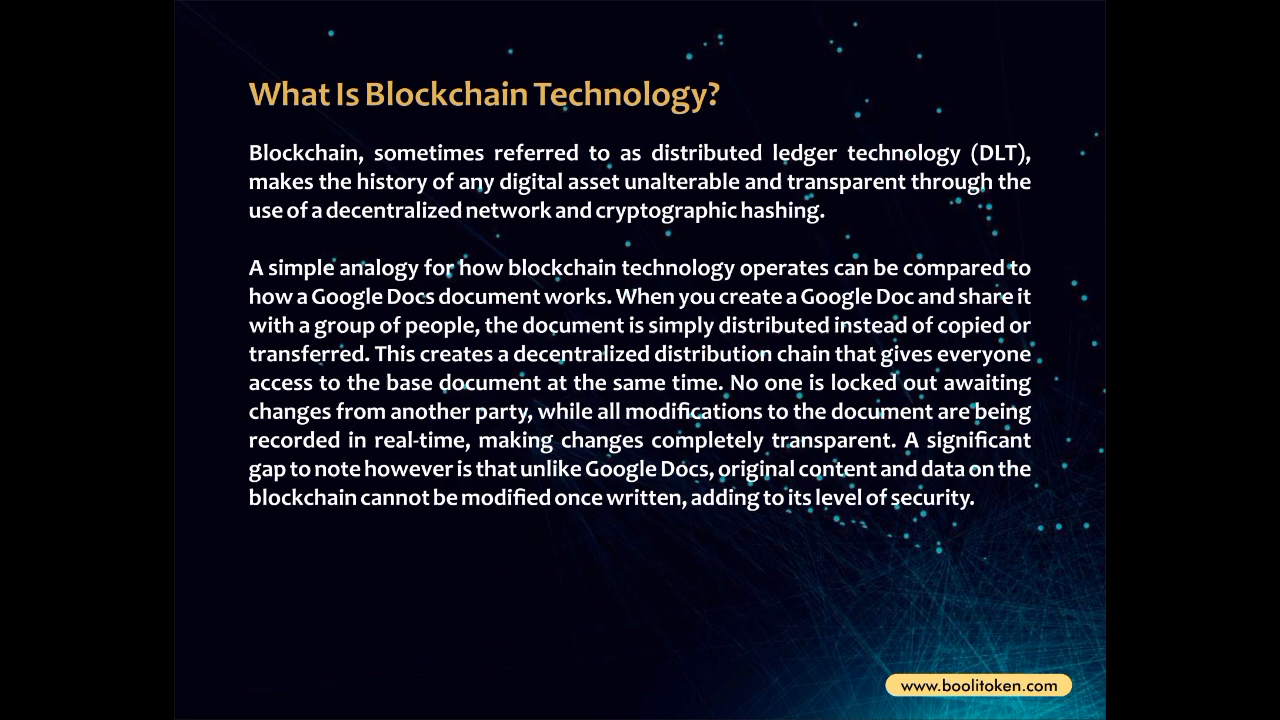 What Is Blockchain Technology?
Blockchain, sometimes referred to as distributed ledger technology (DLT),
makes the history of any digital asset unalterable and transparent through the
use of a decentralized network and cryptographic hashing.
A simple analogy for how blockchain technology operates can be compared to
how a Google Docs document works. When you create a Google Doc and share it
with a group of people, the document is simply distributed instead of copied or
transferred. This creates a decentralized distribution chain that gives everyone
access to the base document at the same time. No one is locked out awaiting
changes from another party, while all modifications to the document are being
recorded in real-time, making changes completely transparent. A significant
gap to note however is that unlike Google Docs, original content and data on the
blockchain cannot be modified once written, adding to its level of security.
www.boolitoken.com